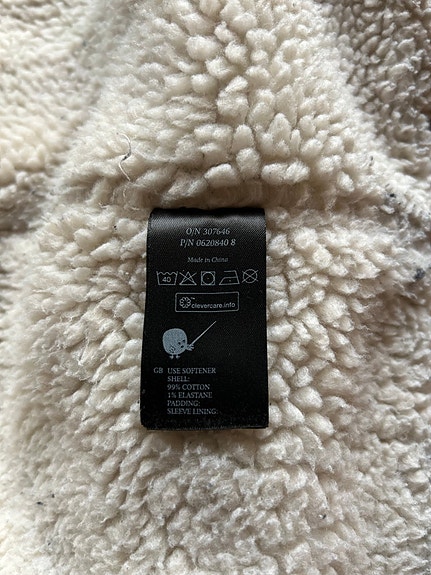 O/N 307646
P/N 0620840 8
Made in China
40
clevercare.info
GB USE SOFTENER
SHELL:
99% COTTON
1% ELASTANE
PADDING:
SLEEVE LINING: